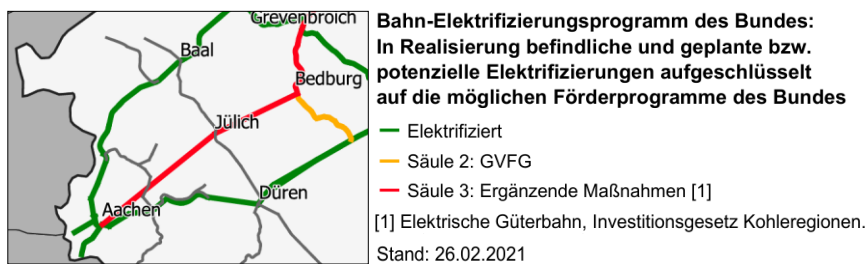 Grevenbroich
Baal
Bedburg
Jülich
Düren
Aachen
Bahn-Elektrifizierungsprogramm des Bundes:
In Realisierung befindliche und geplante bzw.
potenzielle Elektrifizierungen aufgeschlüsselt
auf die möglichen Förderprogramme des Bundes
Elektrifiziert
Säule 2: GVFG
Säule 3: Ergänzende Maßnahmen [1]
[1] Elektrische Güterbahn, Investitionsgesetz Kohleregionen.
Stand: 26.02.2021